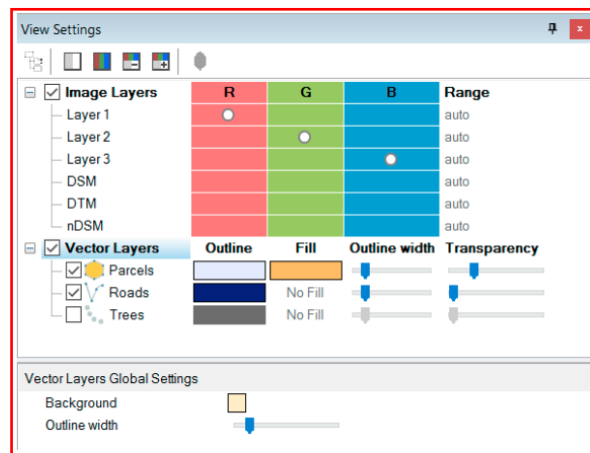 View Settings
Image Layers R G B Range
Layer 1 auto
Layer 2 auto
Layer 3 auto
DSM auto
DTM auto
nDSM auto
Vector Layers Outline Fill Outline width Transparency
Parcels
Roads No Fill
Trees No Fill
Vector Layers Global Settings
Background
Outline width